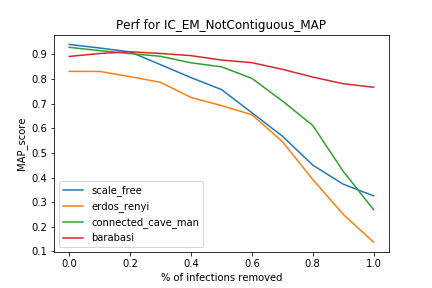 Perf for IC_EM_NotContiguous_MAP
MAP_score
0.9
0.8
0.7
0.6
0.5
0.4
0.3
0.2
0.1
scale_free
erdos_renyi
connected_cave_man
barabasi
0.0 0.2 0.4 0.6 0.8 1.0
% of infections removed